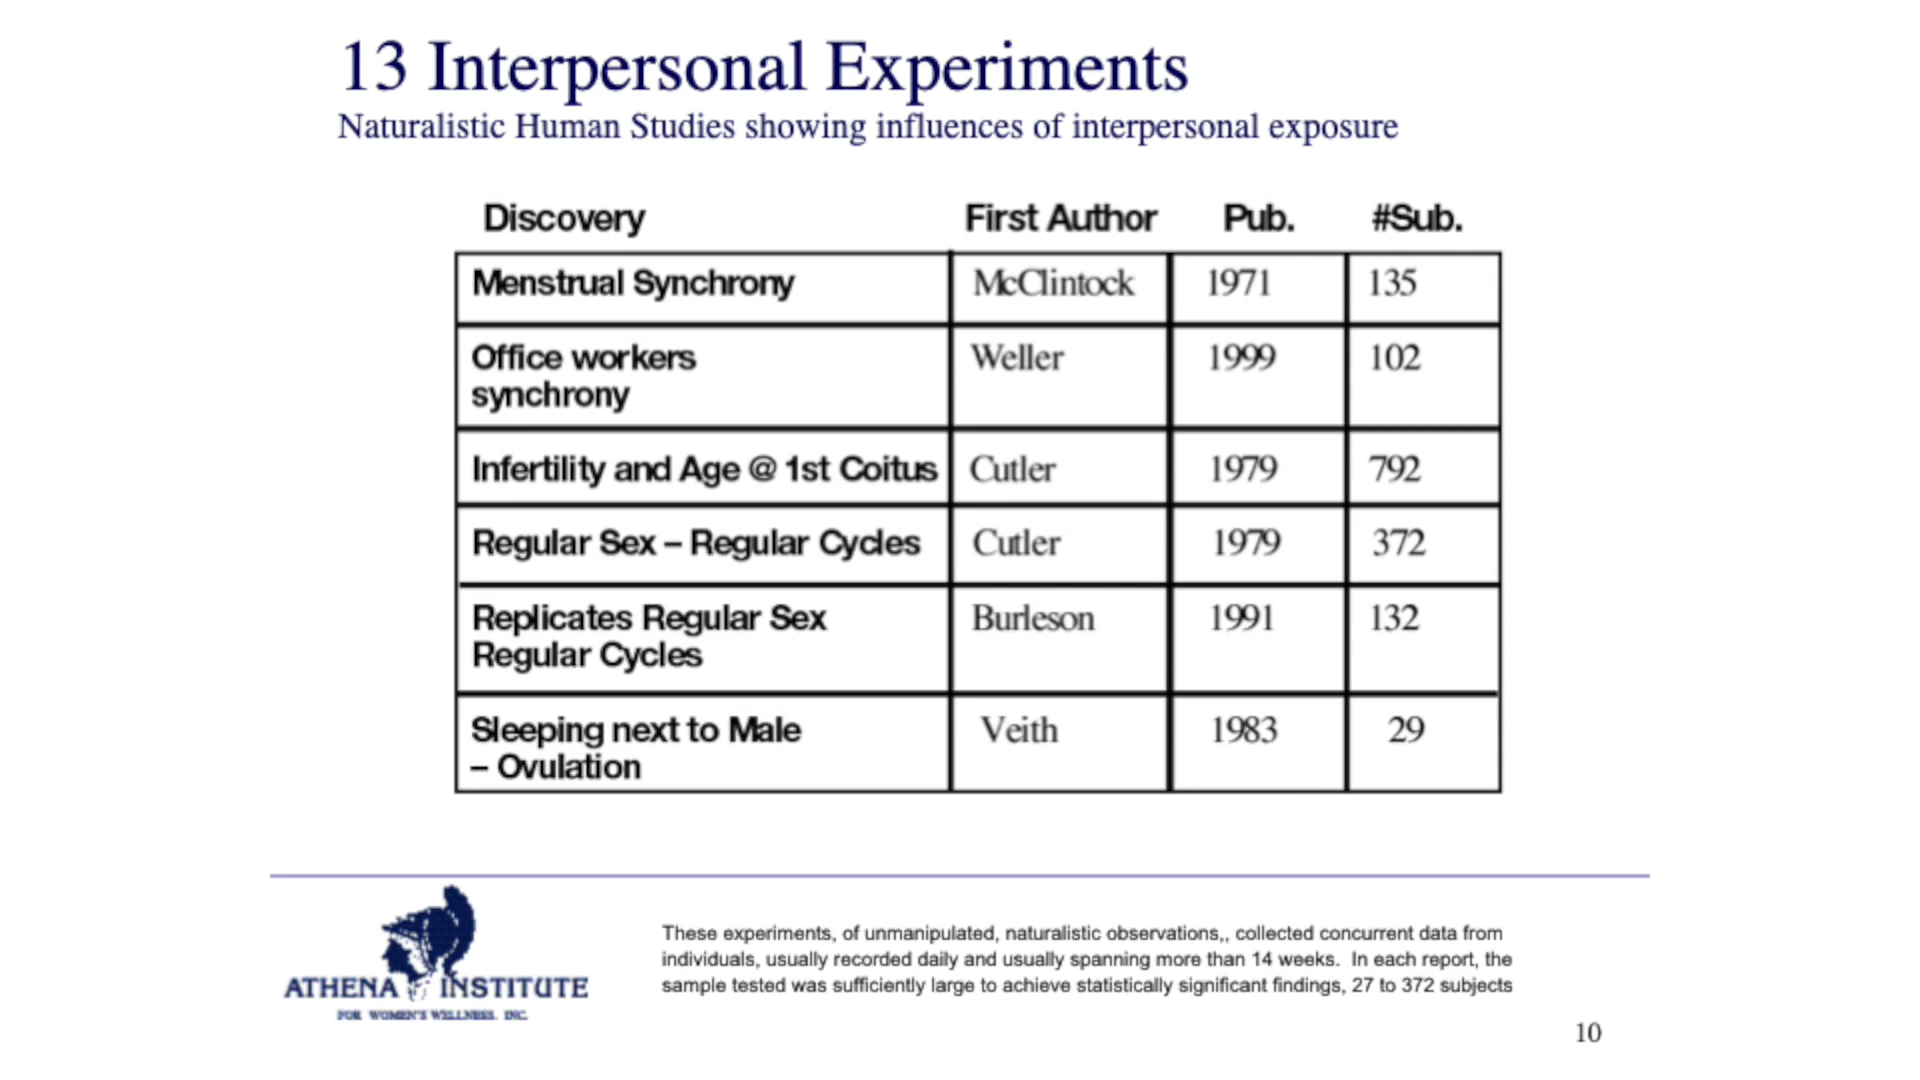 13 Interpersonal Experiments
Naturalistic Human Studies showing influences of interpersonal exposure
Discovery First Author Pub. #Sub.
Menstrual Synchrony McClintock 1971 135
Office workers Weller 1999 102
synchrony
Infertility and Age @ 1st Coitus Cutler 1979 792
Regular Sex – Regular Cycles Cutler 1979 372
Replicates Regular Sex Burleson 1991 132
Regular Cycles
Sleeping next to Male Veith 1983 29
– Ovulation
These experiments, of unmanipulated, naturalistic observations,, collected concurrent data from
individuals, usually recorded daily and usually spanning more than 14 weeks. In each report, the
sample tested was sufficiently large to achieve statistically significant findings, 27 to 372 subjects
ATHENA INSTITUTE
FOR WOMEN'S WELLNESS, INC.
10